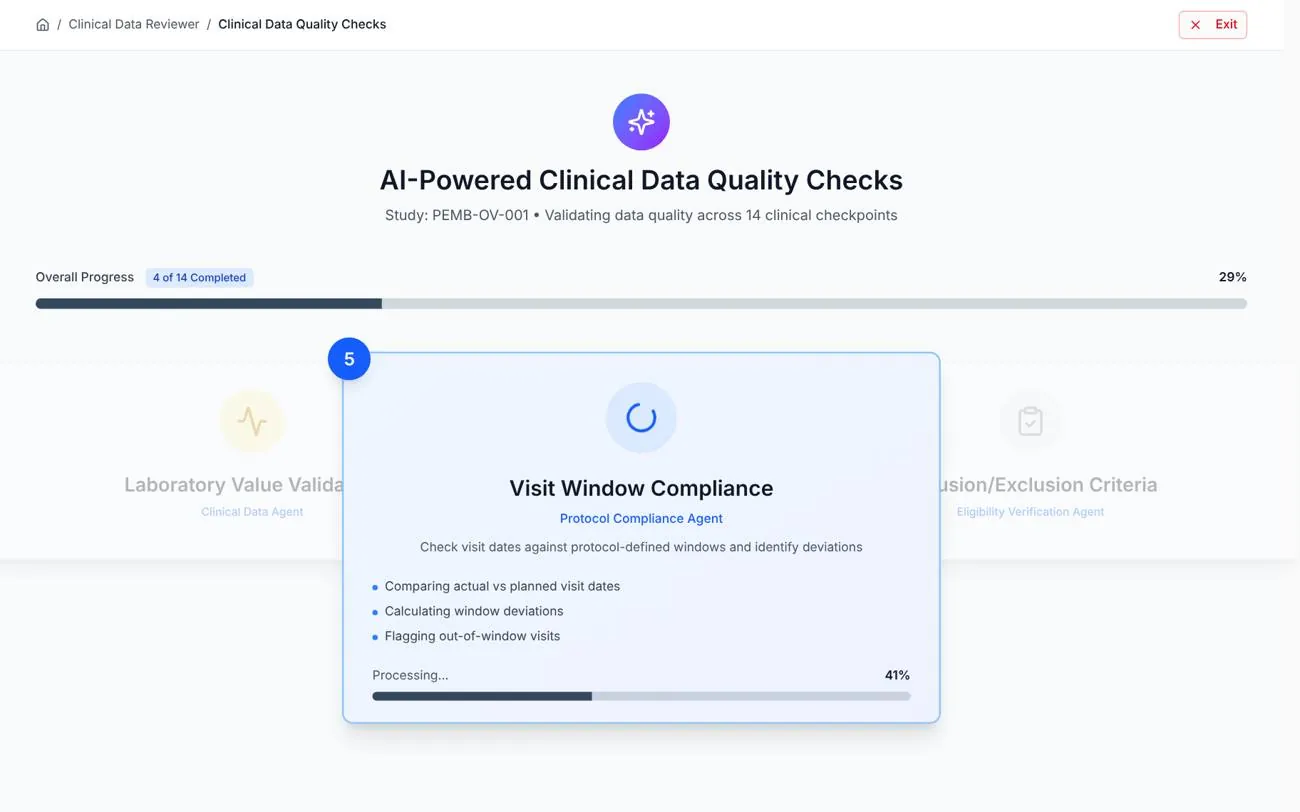 / Clinical Data Reviewer / Clinical Data Quality Checks
Exit
AI-Powered Clinical Data Quality Checks
Study: PEMB-OV-001 • Validating data quality across 14 clinical checkpoints
Overall Progress 4 of 14 Completed 29%
5
Laboratory Value Valida
Clinical Data Agent
Visit Window Compliance
Protocol Compliance Agent
Check visit dates against protocol-defined windows and identify deviations
• Comparing actual vs planned visit dates
• Calculating window deviations
• Flagging out-of-window visits
Processing... 41%
usion/Exclusion Criteria
Eligibility Verification Agent